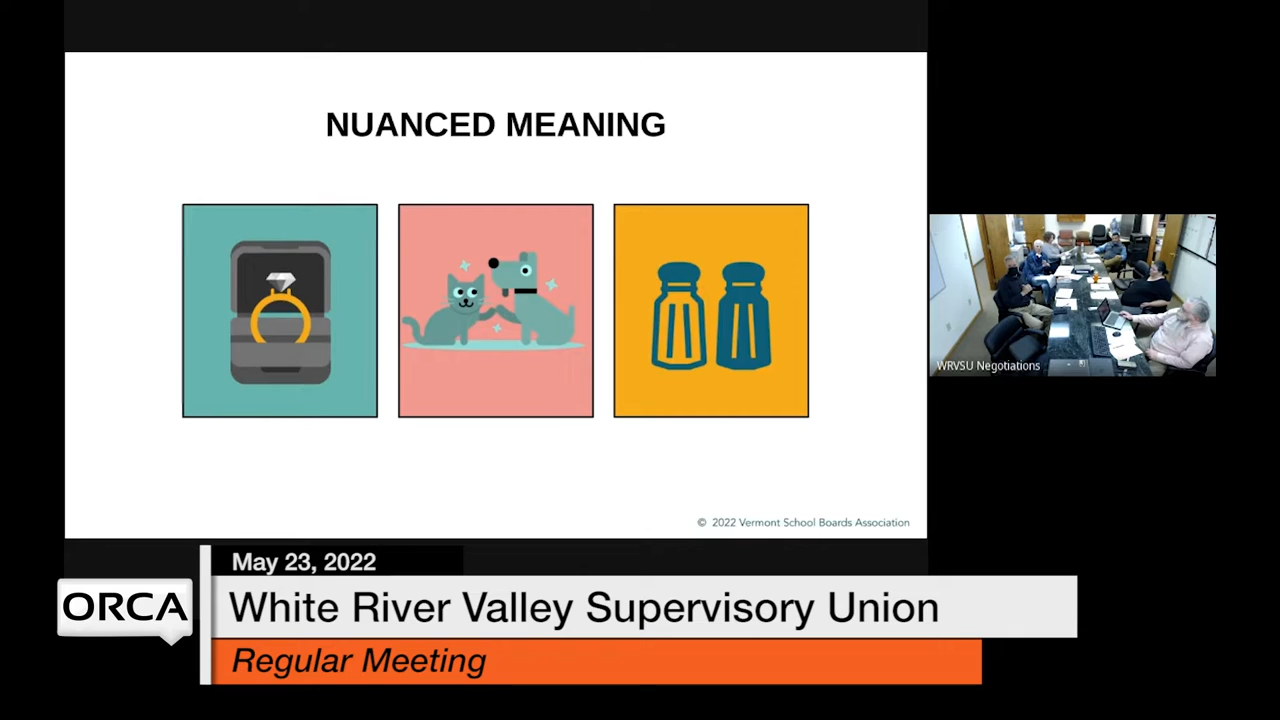 NUANCED MEANING
© 2022 Vermont School Boards Association
WRVSU Negotiations
May 23, 2022
ORCA
White River Valley Supervisory Union
Regular Meeting